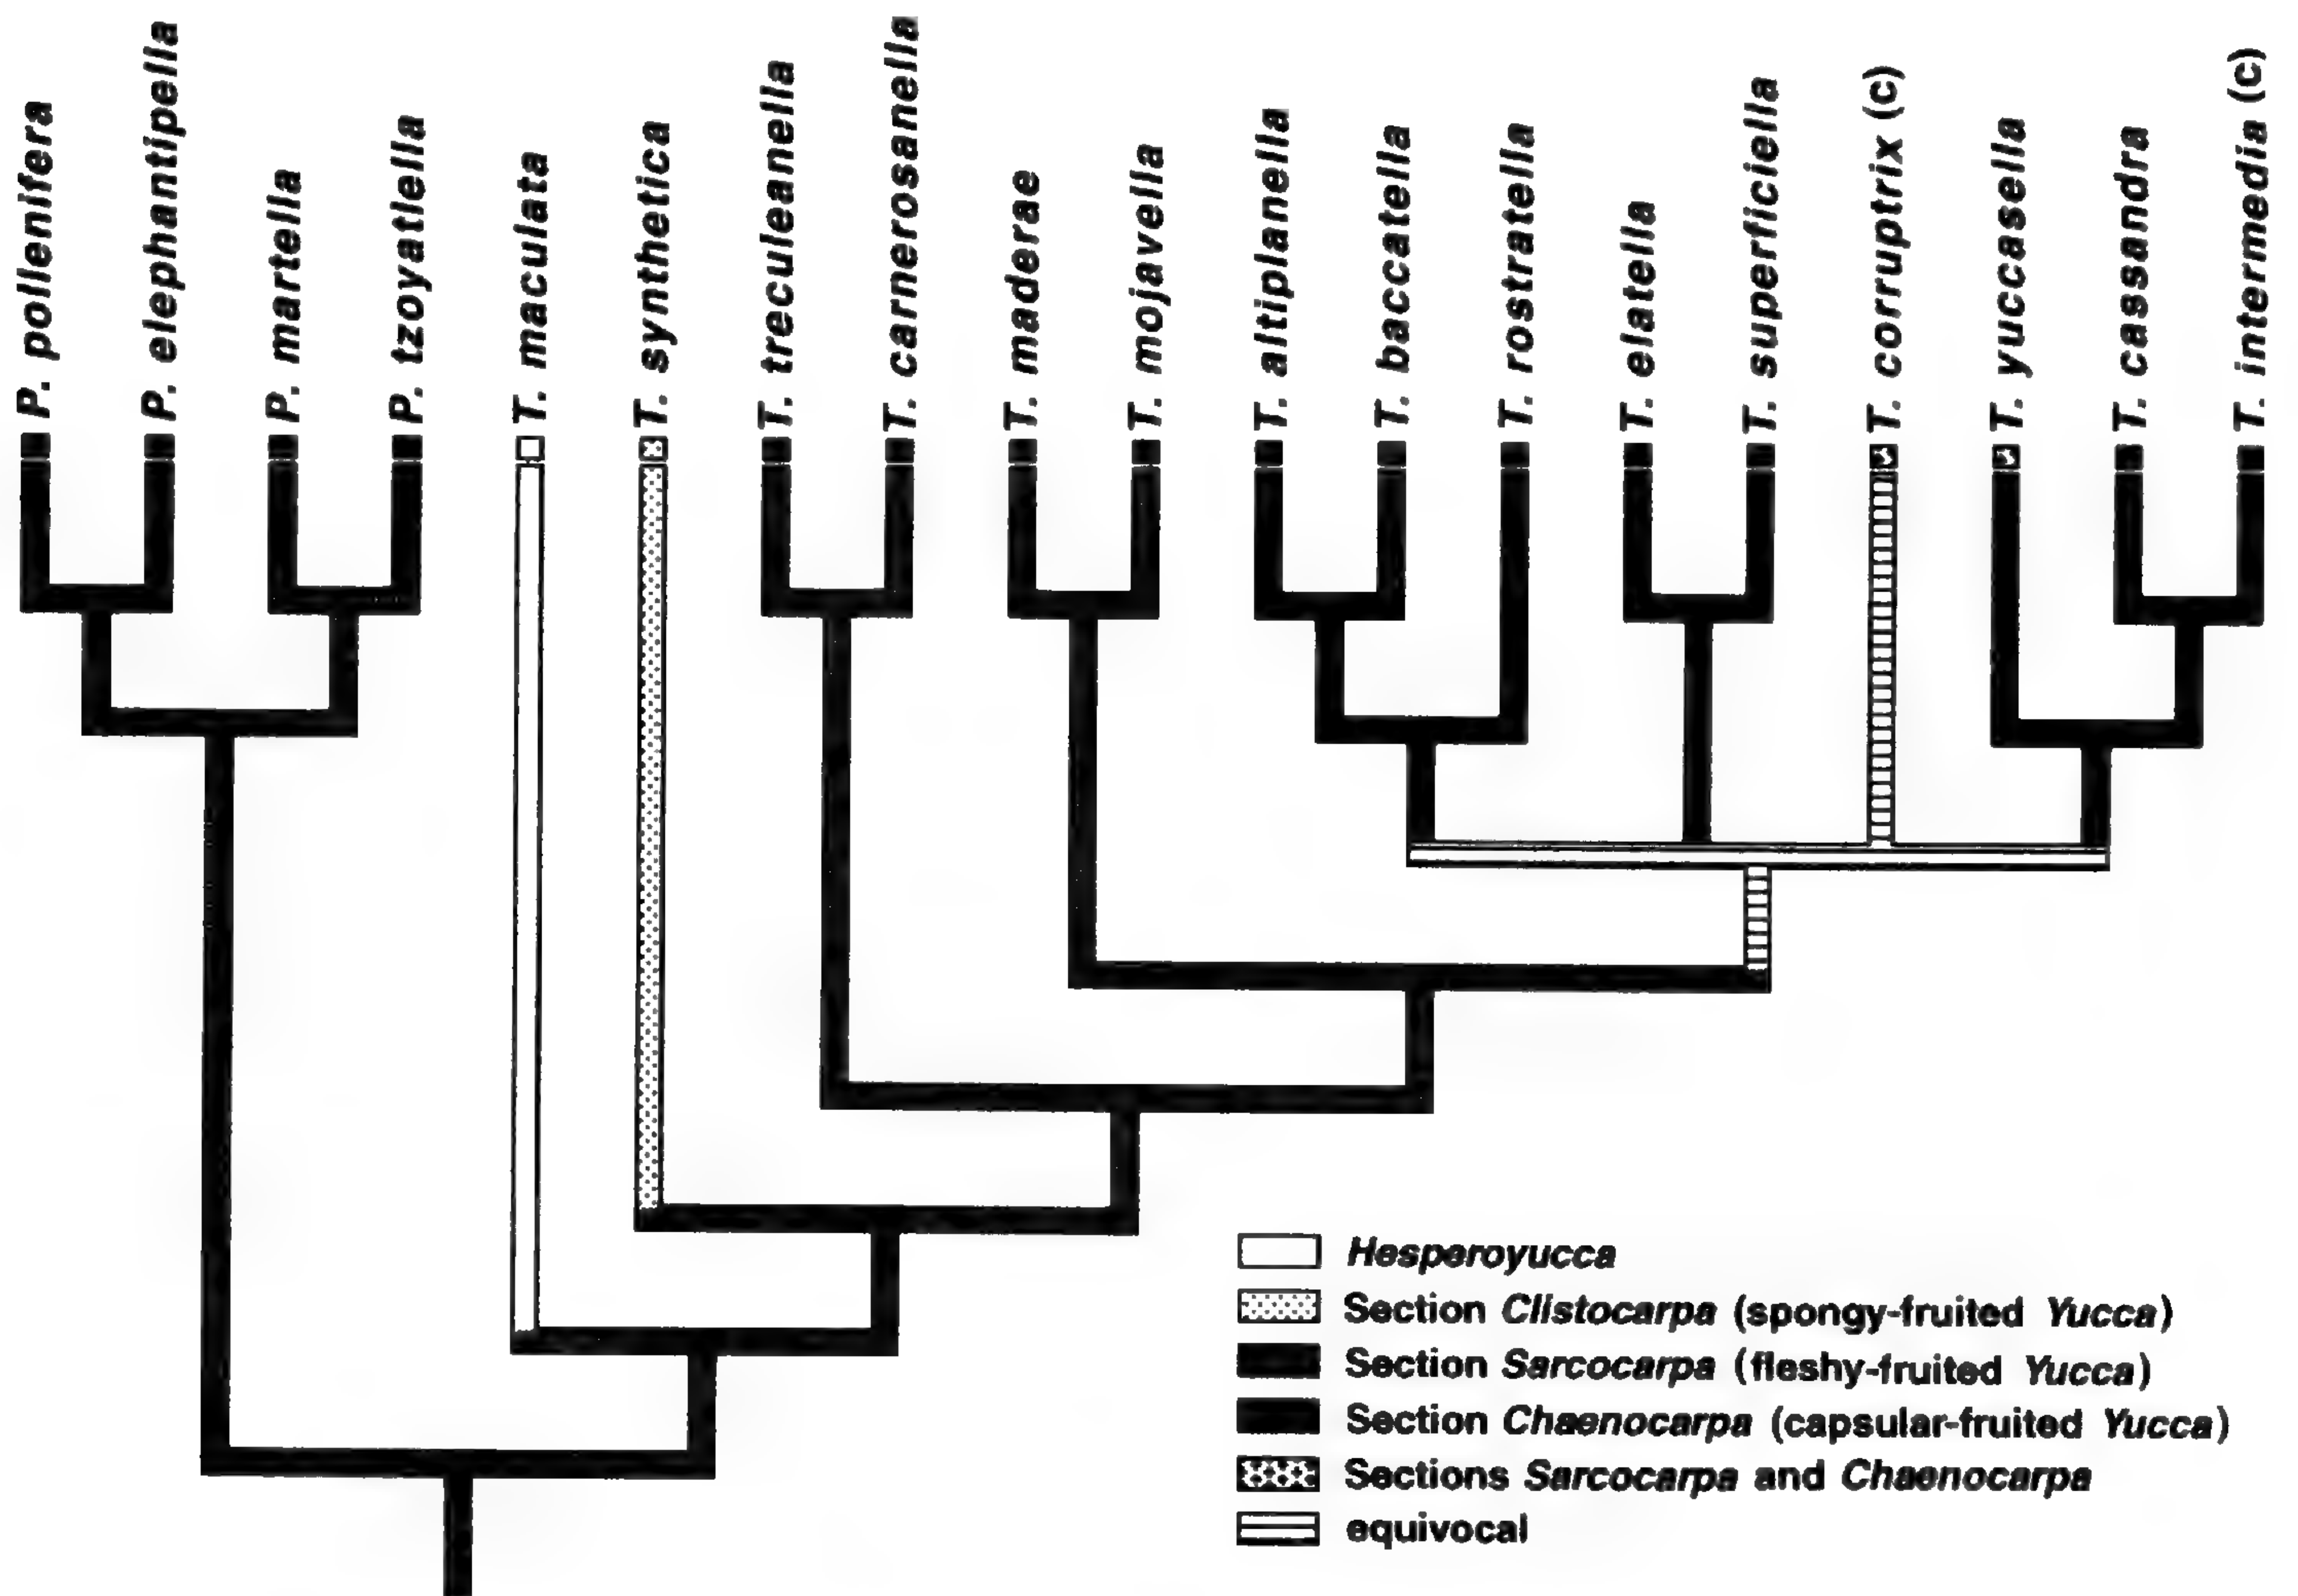 P. pollenifera
P. elephantipella
P. martella
P. tzoyatiella
T. maculata
T. synthetica
T. treculeanella
T. carnerosanella
T. maderae
T. mojavella
T. altiplanella
T. baccatella
T. rostratella
T. elatella
T. superficiella
T. corruptrix (c)
T. yuccasella
T. cassandra
T. intermedia (c)
Hesperoyucca
Section Clistocarpa (spongy-fruited Yucca)
Section Sarcocarpa (fleshy-fruited Yucca)
Section Chaenocarpa (capsular-fruited Yucca)
Sections Sarcocarpa and Chaenocarpa
equivocal